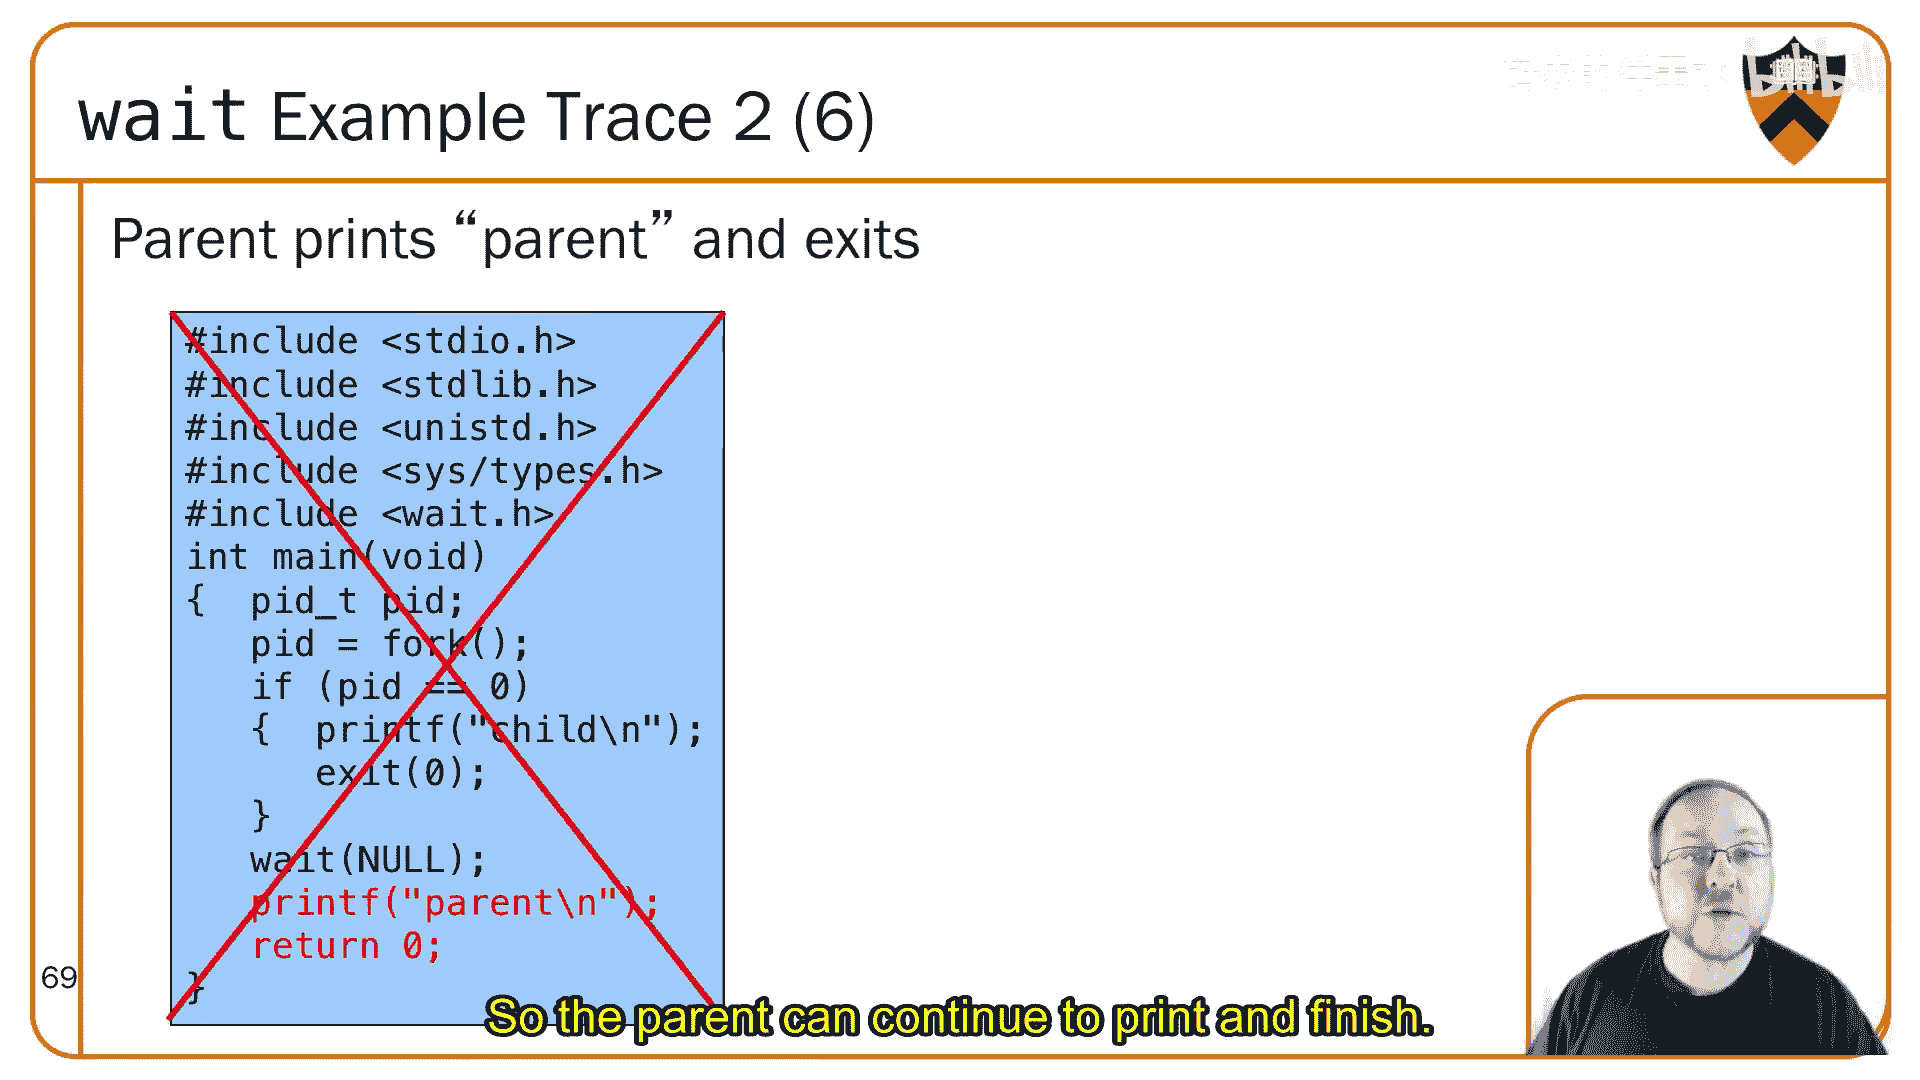 wait Example Trace 2 (6)
Parent prints “parent” and exits
#include <stdio.h>
#include <stdlib.h>
#include <unistd.h>
#include <sys/types.h>
#include <wait.h>
int main(void)
{  pid_t pid;
   pid = fork();
   if (pid == 0)
   {  printf("child\n");
      exit(0);
   }
   wait(NULL);
   printf("parent\n");
   return 0;
}
69
So the parent can continue to print and finish.